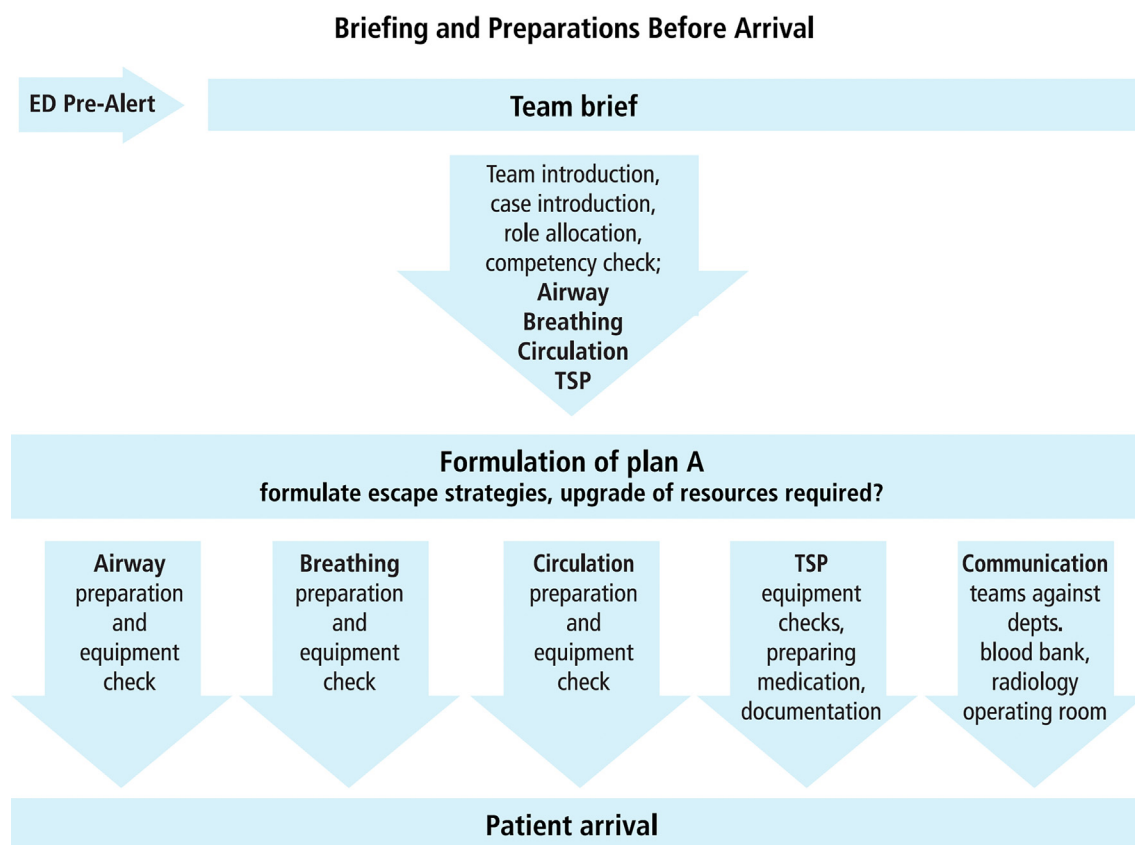 Briefing and Preparations Before Arrival
ED Pre-Alert
Team brief
Team introduction,
case introduction,
role allocation,
competency check;
Airway
Breathing
Circulation
TSP
Formulation of plan A
formulate escape strategies, upgrade of resources required?
Airway
preparation
and
equipment
check
Breathing
preparation
and
equipment
check
Circulation
preparation
and
equipment
check
TSP
equipment
checks,
preparing
medication,
documentation
Communication
teams against
depts.
blood bank,
radiology
operating room
Patient arrival